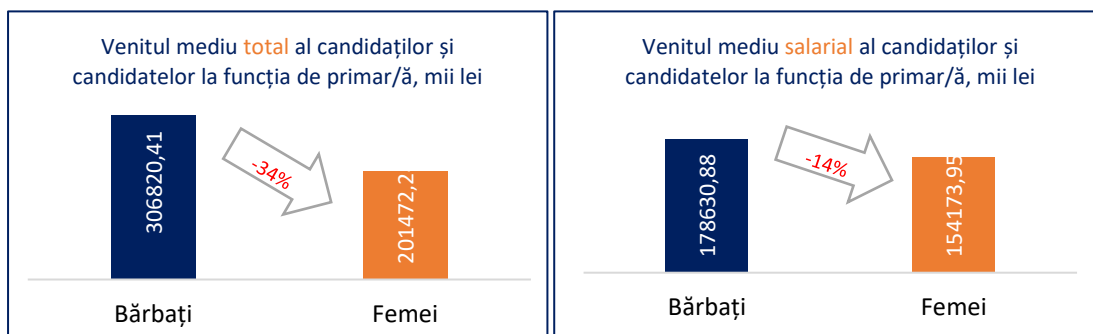 Venitul mediu total al candidaților și
candidatelor la funcția de primar/ă, mii lei
306820,41
-34%
201472,2
Bărbați
Femei
Venitul mediu salarial al candidaților și
candidatelor la funcția de primar/ă, mii lei
178630,88
-14%
154173,95
Bărbați
Femei